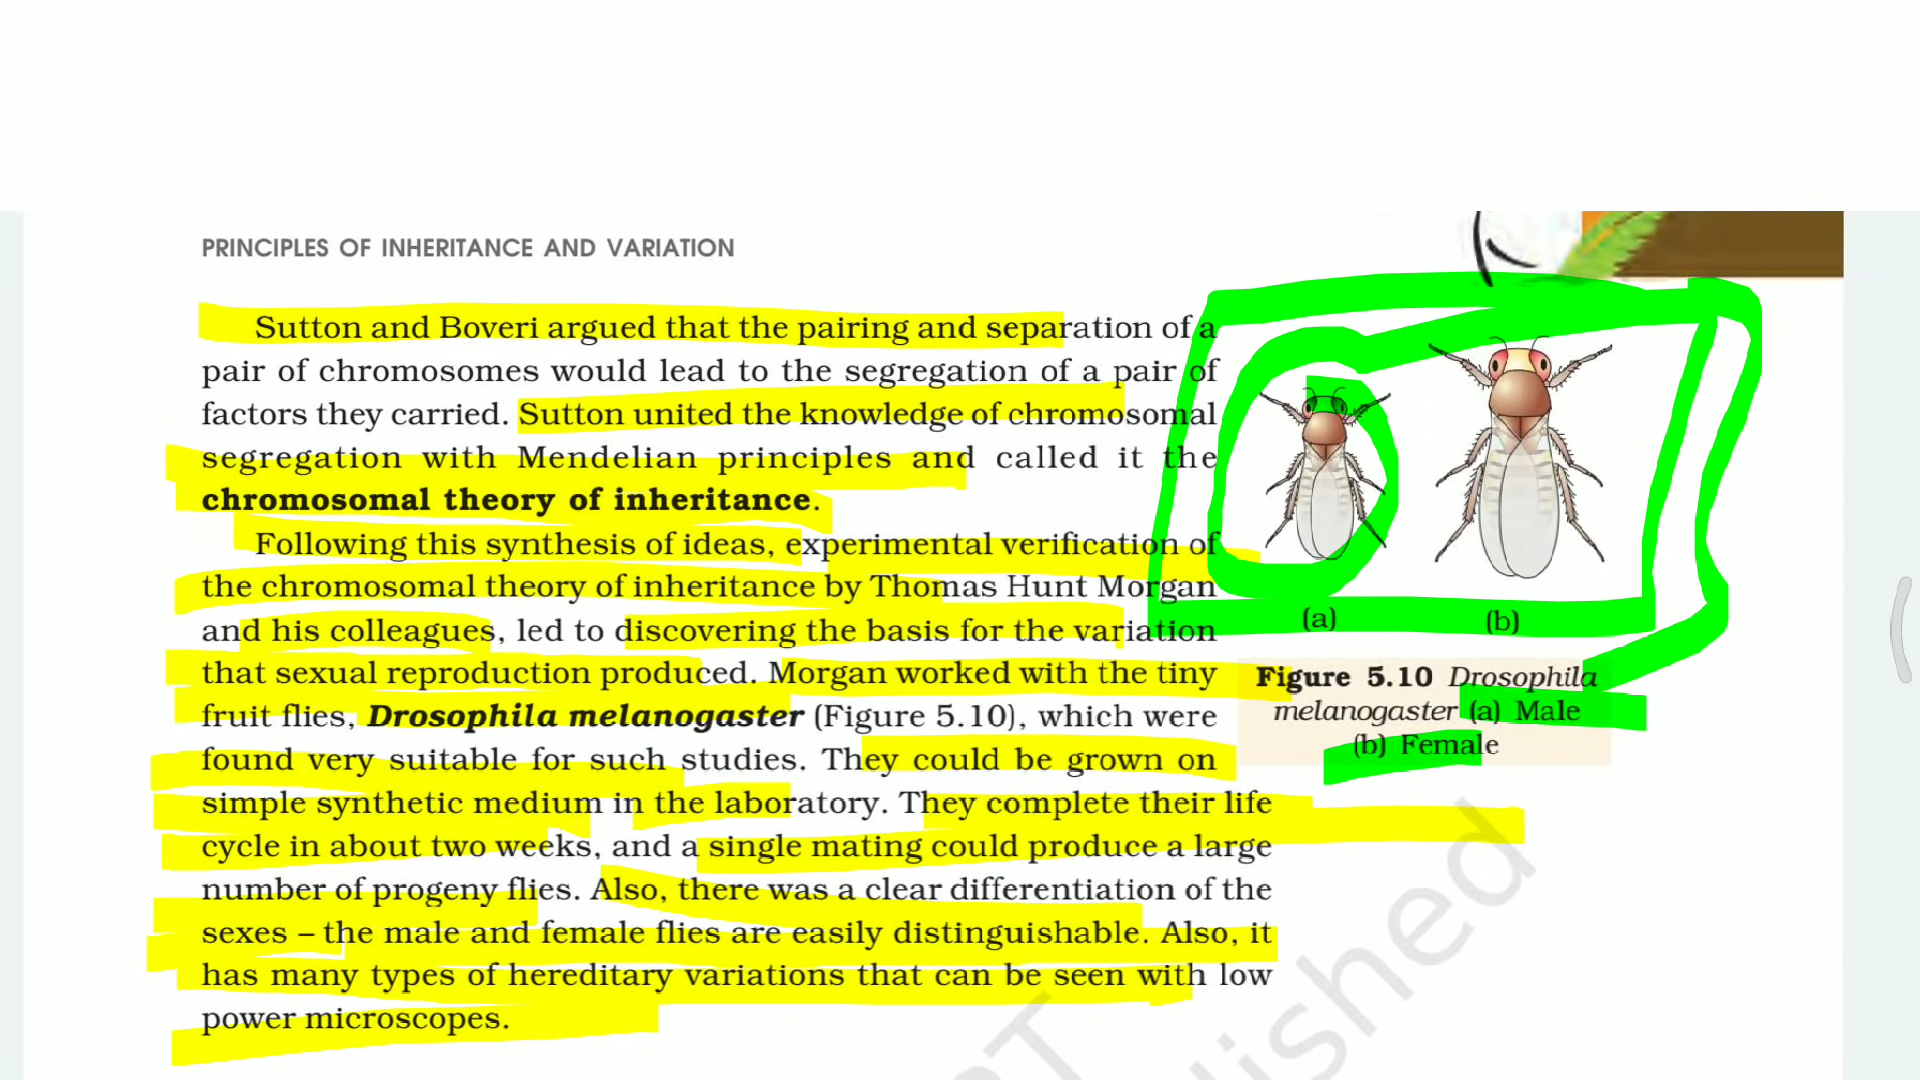 PRINCIPLES OF INHERITANCE AND VARIATION
Sutton and Boveri argued that the pairing and separation of a
pair of chromosomes would lead to the segregation of a pair of
factors they carried. Sutton united the knowledge of chromosomal
segregation with Mendelian principles and called it the
chromosomal theory of inheritance.
Following this synthesis of ideas, experimental verification of
the chromosomal theory of inheritance by Thomas Hunt Morgan
and his colleagues, led to discovering the basis for the variation
that sexual reproduction produced. Morgan worked with the tiny
fruit flies, Drosophila melanogaster (Figure 5.10), which were
found very suitable for such studies. They could be grown on
simple synthetic medium in the laboratory. They complete their life
cycle in about two weeks, and a single mating could produce a large
number of progeny flies. Also, there was a clear differentiation of the
sexes – the male and female flies are easily distinguishable. Also, it
has many types of hereditary variations that can be seen with low
power microscopes.
(a) (b)
Figure 5.10 Drosophila
melanogaster (a) Male
(b) Female